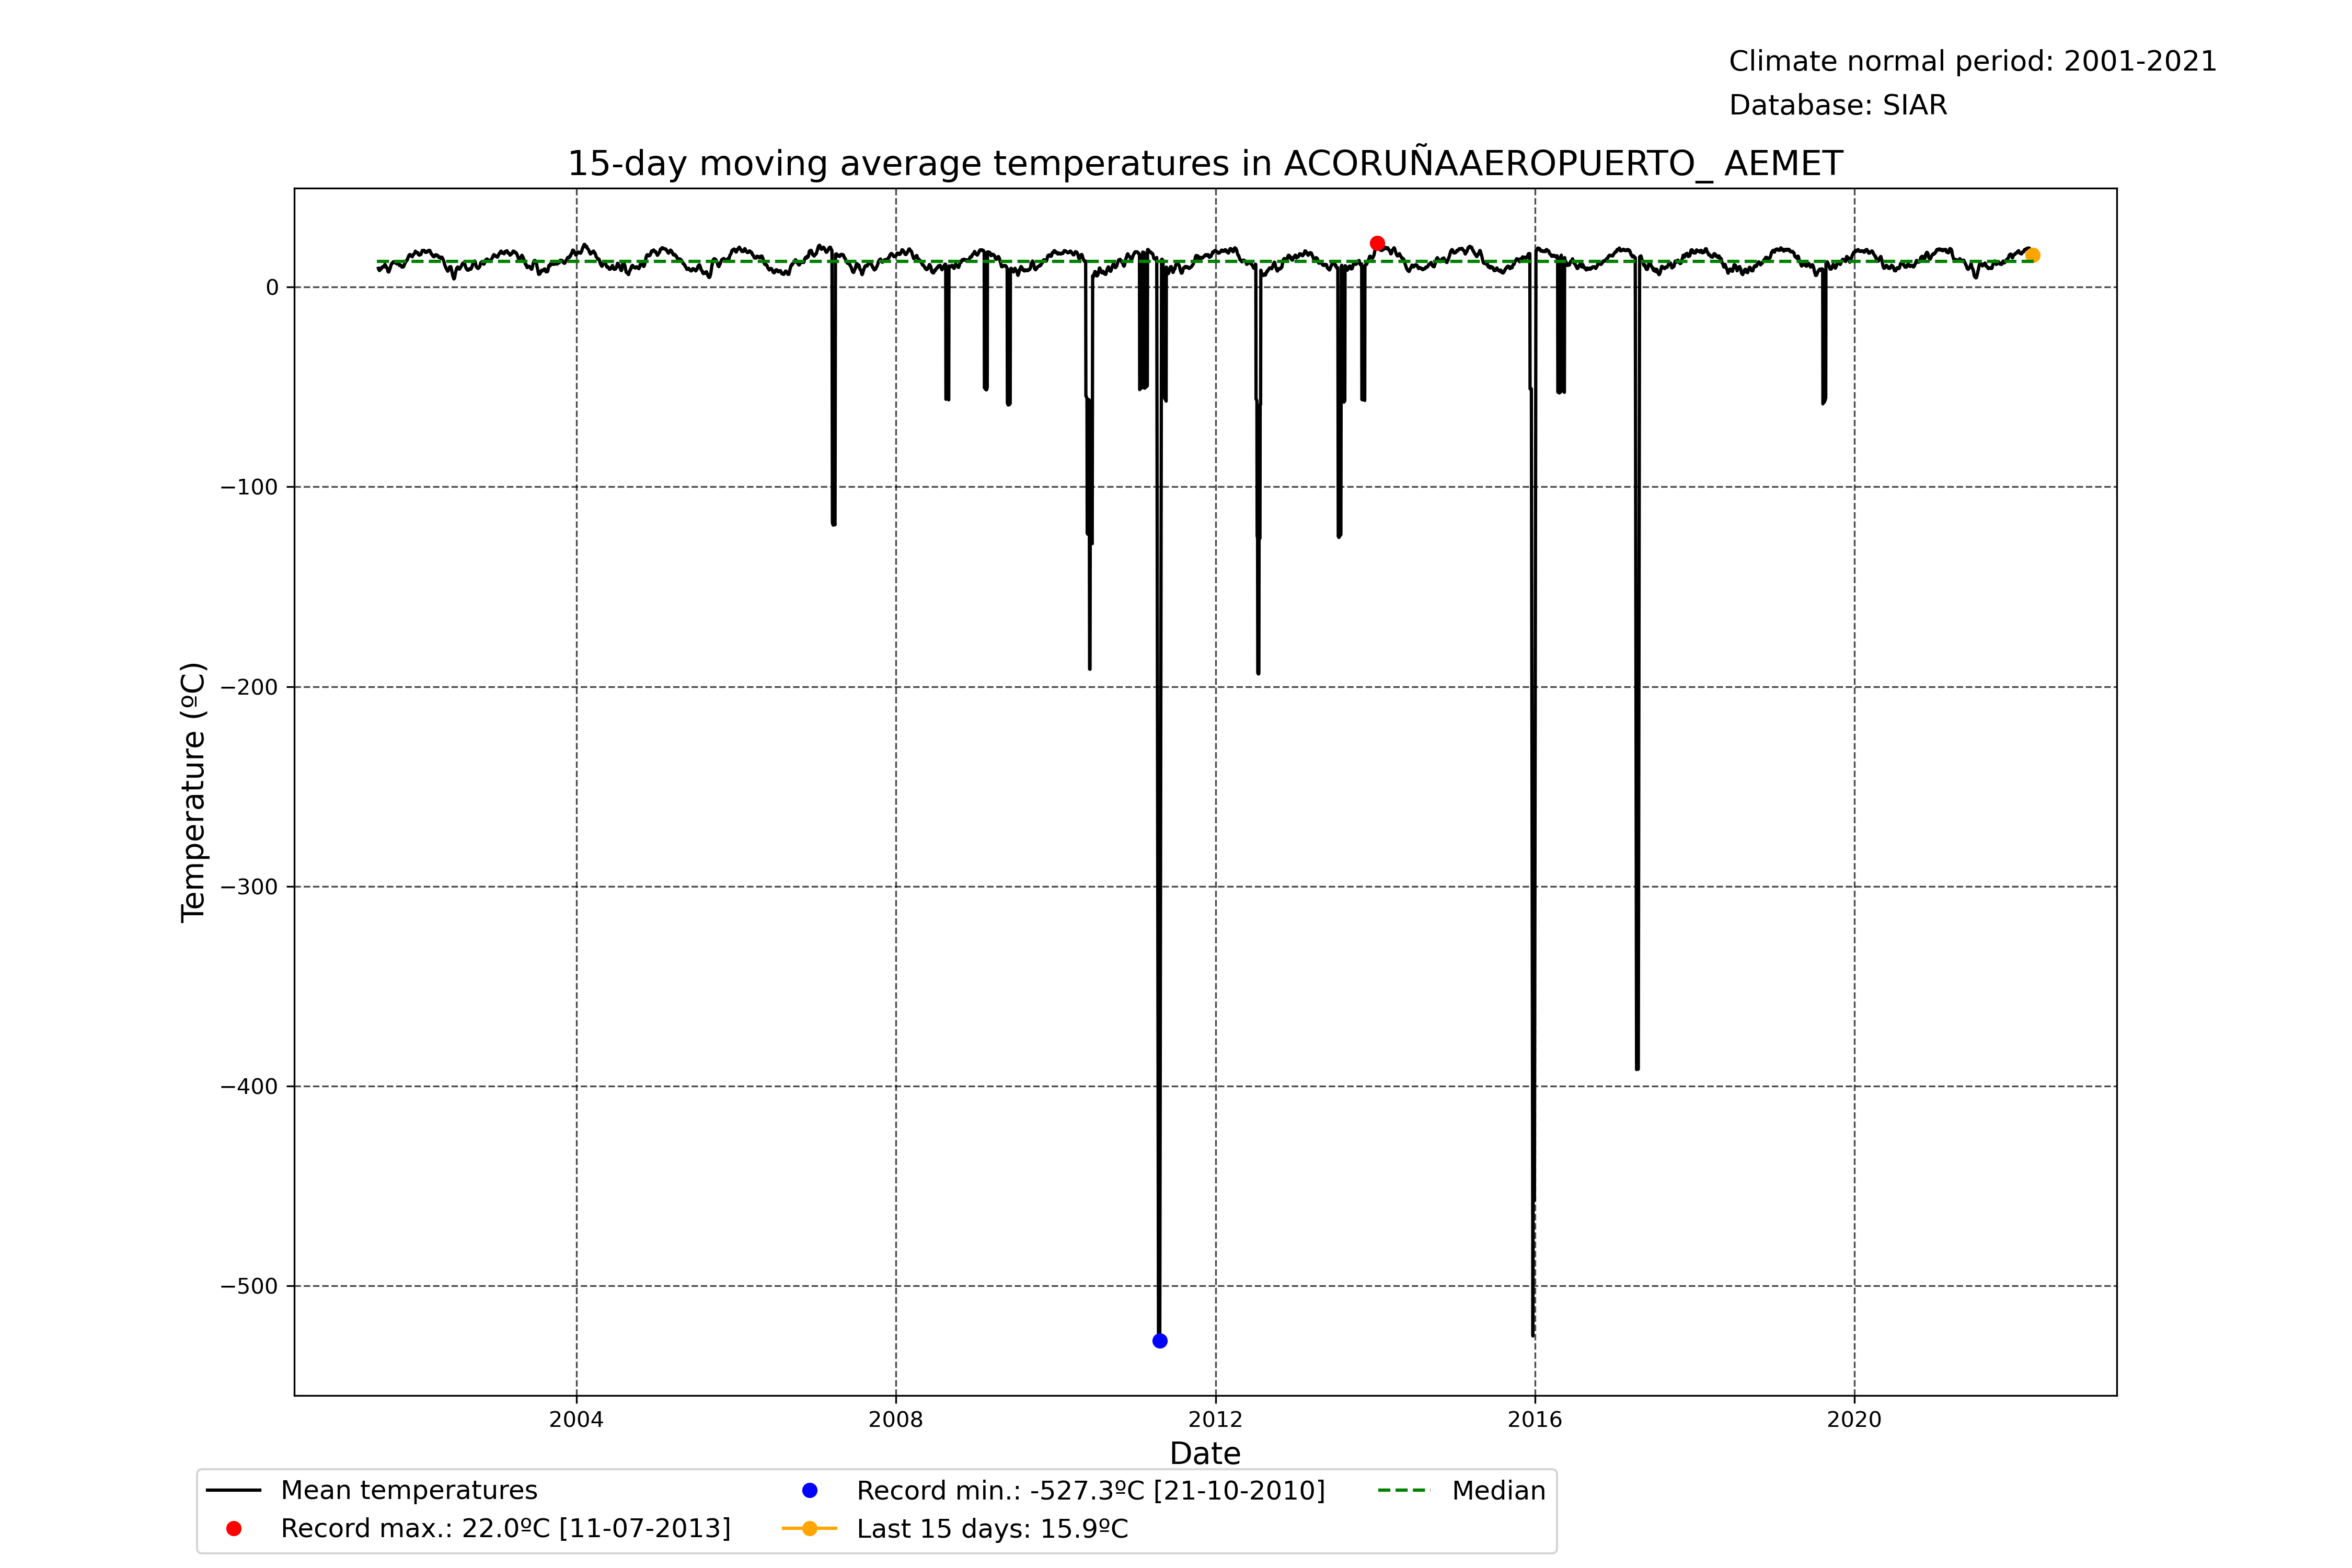 Climate normal period: 2001-2021
Database: SIAR
15-day moving average temperatures in ACORUÑAAEROPUERTO_ AEMET
Temperature (ºC)
0
−100
−200
−300
−400
−500
2004 2008 2012 2016 2020
Date
Mean temperatures
Record max.: 22.0ºC [11-07-2013]
Record min.: -527.3ºC [21-10-2010]
Last 15 days: 15.9ºC
Median